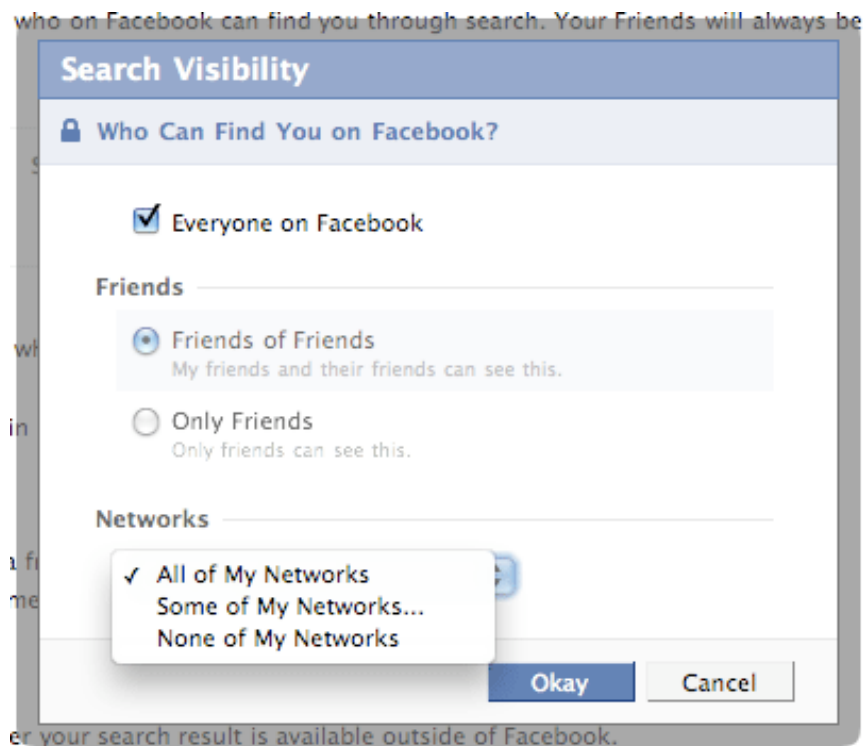 who on Facebook can find you through search. Your Friends will always be
Search Visibility
Who Can Find You on Facebook?
Everyone on Facebook
Friends
Friends of Friends
My friends and their friends can see this.
Only Friends
Only friends can see this.
in
Networks
All of My Networks
Some of My Networks...
None of My Networks
Okay Cancel
your search result is available outside of Facebook.